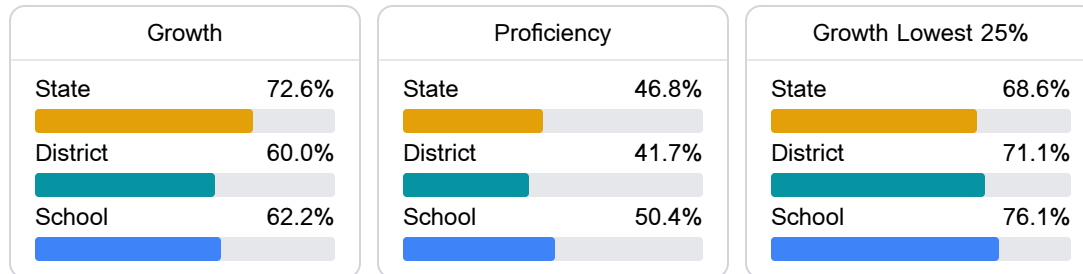 Growth
State 72.6%
District 60.0%
School 62.2%
Proficiency
State 46.8%
District 41.7%
School 50.4%
Growth Lowest 25%
State 68.6%
District 71.1%
School 76.1%